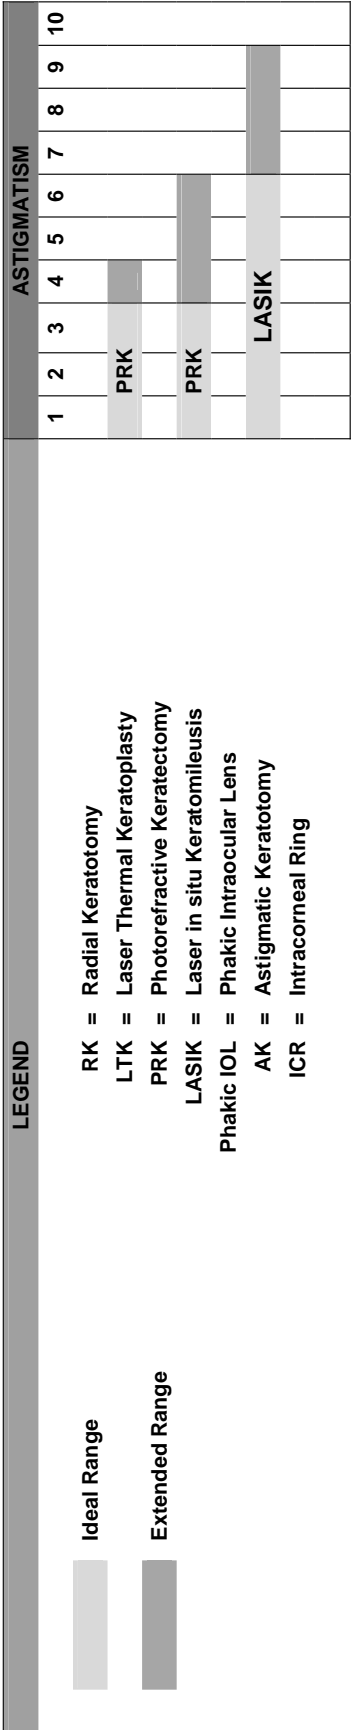 LEGEND
Ideal Range
Extended Range
RK = Radial Keratotomy
LTK = Laser Thermal Keratoplasty
PRK = Photorefractive Keratectomy
LASIK = Laser in situ Keratomileusis
Phakic IOL = Phakic Intraocular Lens
AK = Astigmatic Keratotomy
ICR = Intracorneal Ring
ASTIGMATISM
1 2 3 4 5 6 7 8 9 10
PRK
PRK
LASIK